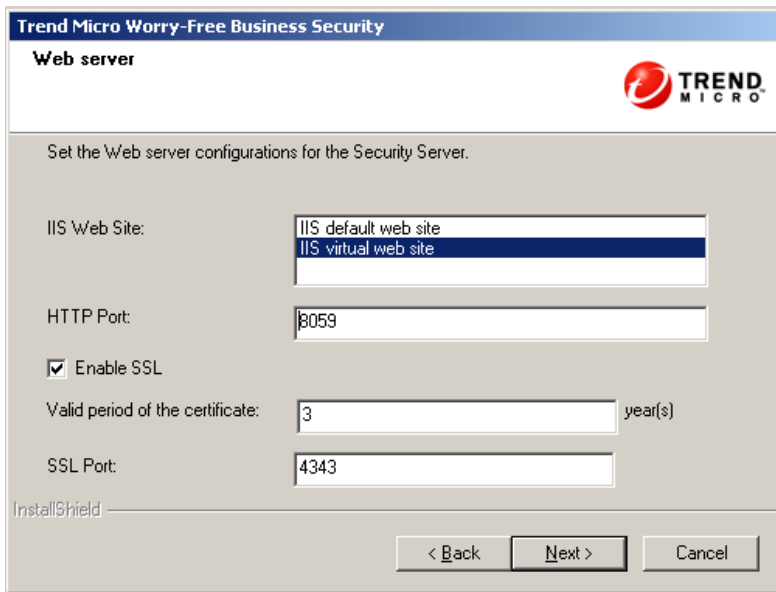 Trend Micro Worry-Free Business Security
Web server
TREND
MICRO™
Set the Web server configurations for the Security Server.
IIS Web Site:
IIS default web site
IIS virtual web site
HTTP Port:
8059
Enable SSL
Valid period of the certificate:
3
year(s)
SSL Port:
4343
InstallShield
< Back
Next >
Cancel